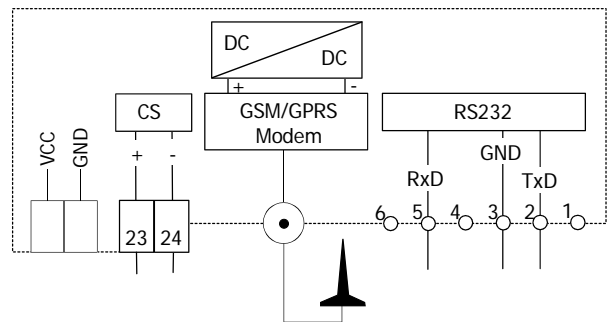 DC
DC
+ -
CS
GSM/GPRS
Modem
RS232
VCC
GND
+ -
RxD
GND
TxD
6 5 4 3 2 1
23 24